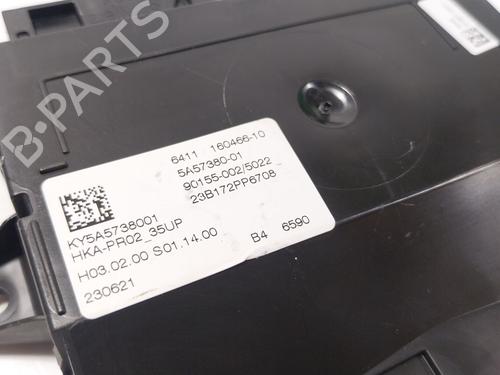 6411 160466-10
5A57380-01
90155-002/5022
23B172PP6708
KY5A5738001
HKA-PR02_35UP
H03.02.00 S01.14.00 B4 6590
230621
B-PARTS